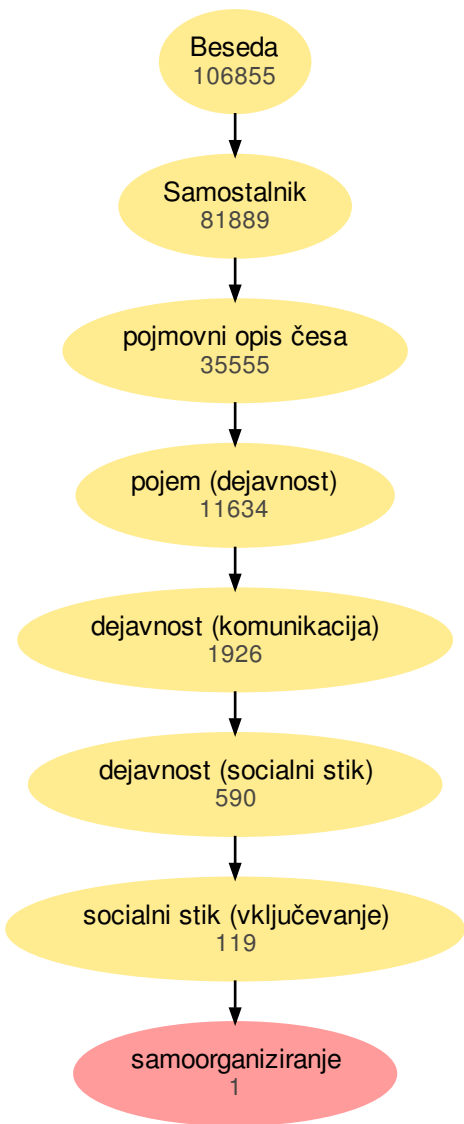 Beseda
106855
Samostalnik
81889
pojmovni opis česa
35555
pojem (dejavnost)
11634
dejavnost (komunikacija)
1926
dejavnost (socialni stik)
590
socialni stik (vključevanje)
119
samoorganiziranje
1